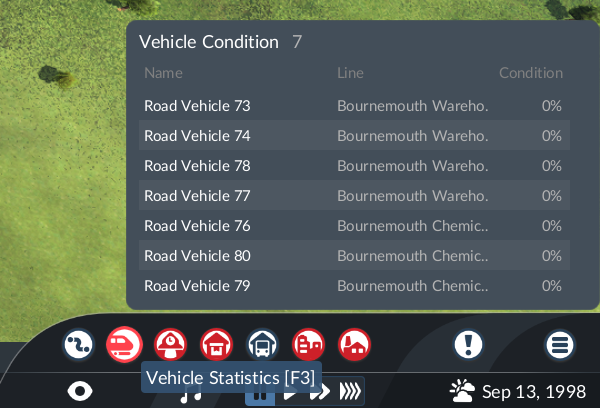 Vehicle Condition 7
Name Line Condition
Road Vehicle 73 Bournemouth Wareho. 0%
Road Vehicle 74 Bournemouth Wareho. 0%
Road Vehicle 78 Bournemouth Wareho. 0%
Road Vehicle 77 Bournemouth Wareho. 0%
Road Vehicle 76 Bournemouth Chemic.. 0%
Road Vehicle 80 Bournemouth Chemic.. 0%
Road Vehicle 79 Bournemouth Chemic.. 0%
Vehicle Statistics [F3]
Sep 13, 1998